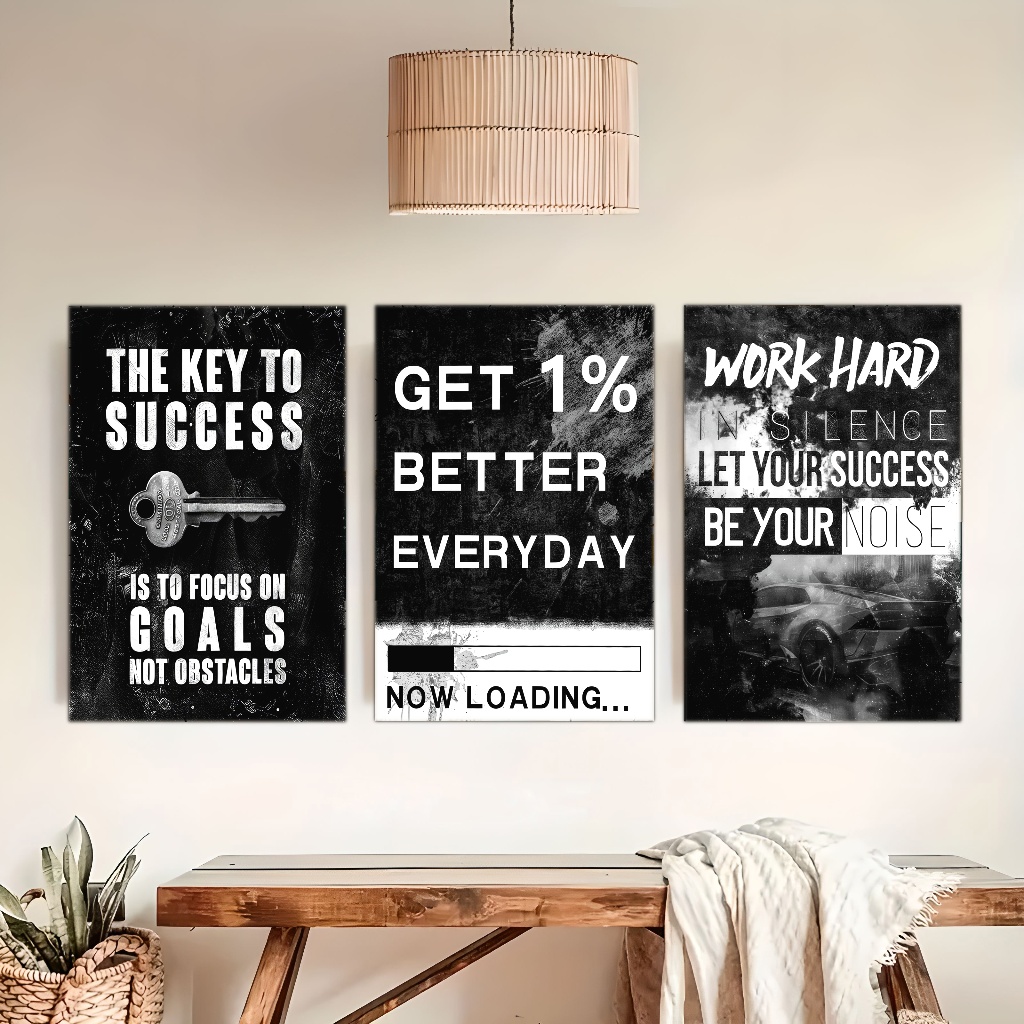 THE KEY TO
SUCCESS
IS TO FOCUS ON
GOALS
NOT OBSTACLES
GET 1%
BETTER
EVERYDAY
NOW LOADING...
WORK HARD
IN SILENCE
LET YOUR SUCCESS
BE YOUR NOISE